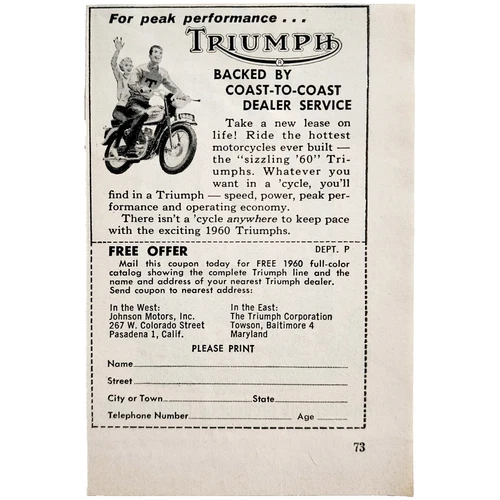 For peak performance . . .
TRIUMPH
BACKED BY
COAST-TO-COAST
DEALER SERVICE
Take a new lease on
life! Ride the hottest
motorcycles ever built —
the "sizzling '60" Tri-
umphs. Whatever you
want in a 'cycle, you'll
find in a Triumph — speed, power, peak per-
formance and operating economy.
There isn't a 'cycle anywhere to keep pace
with the exciting 1960 Triumphs.
FREE OFFER DEPT. P
Mail this coupon today for FREE 1960 full-color
catalog showing the complete Triumph line and the
name and address of your nearest Triumph dealer.
Send coupon to nearest address:
In the West: In the East:
Johnson Motors, Inc. The Triumph Corporation
267 W. Colorado Street Towson, Baltimore 4
Pasadena 1, Calif. Maryland
PLEASE PRINT
Name
Street
City or Town State
Telephone Number Age
73